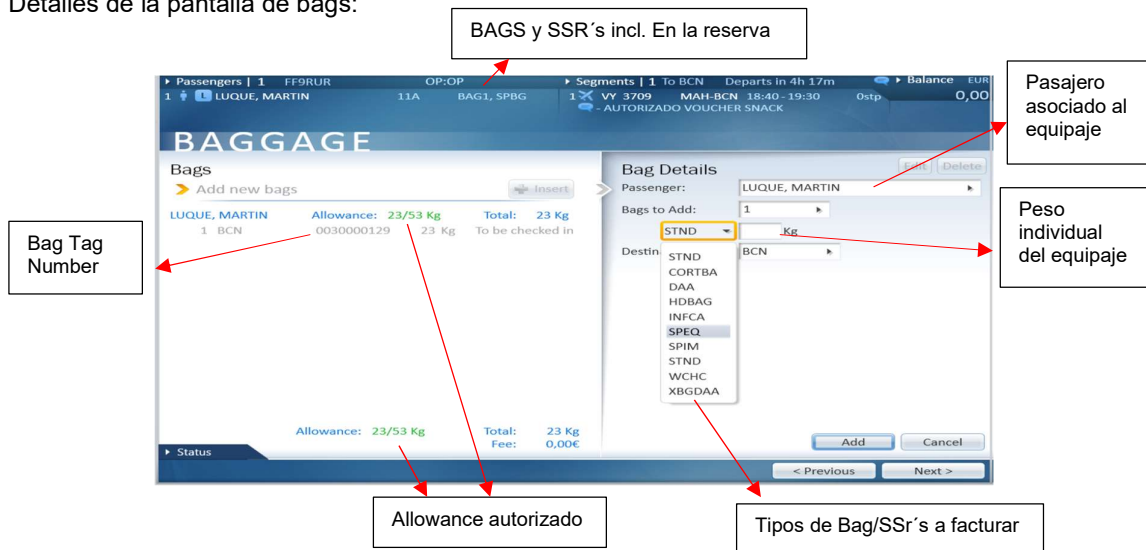 Detalles de la pantalla de bags:
BAGS y SSR´s incl. En la reserva
Passengers | 1 FF9RUR OP:OP Segments | 1 To BCN Departs in 4h 17m Balance EUR
1 L LUQUE, MARTIN 11A BAG1, SPBG 1 VY 3709 MAH-BCN 18:40-19:30 0stp 0,00
- AUTORIZADO VOUCHER SNACK
Pasajero
asociado al
equipaje
BAGGAGE
Bags
Add new bags Insert
LUQUE, MARTIN Allowance: 23/53 Kg Total: 23 Kg
1 BCN 0030000129 23 Kg To be checked in
Bag Details Edit Delete
Passenger: LUQUE, MARTIN
Bags to Add: 1
STND Kg
Destin BCN
STND
CORTBA
DAA
HDBAG
INFCA
SPEQ
SPIM
STND
WCHC
XBGDAA
Bag Tag
Number
Peso
individual
del equipaje
Allowance: 23/53 Kg Total: 23 Kg
Fee: 0,00€
Add Cancel
Status
< Previous Next >
Allowance autorizado
Tipos de Bag/SSr´s a facturar